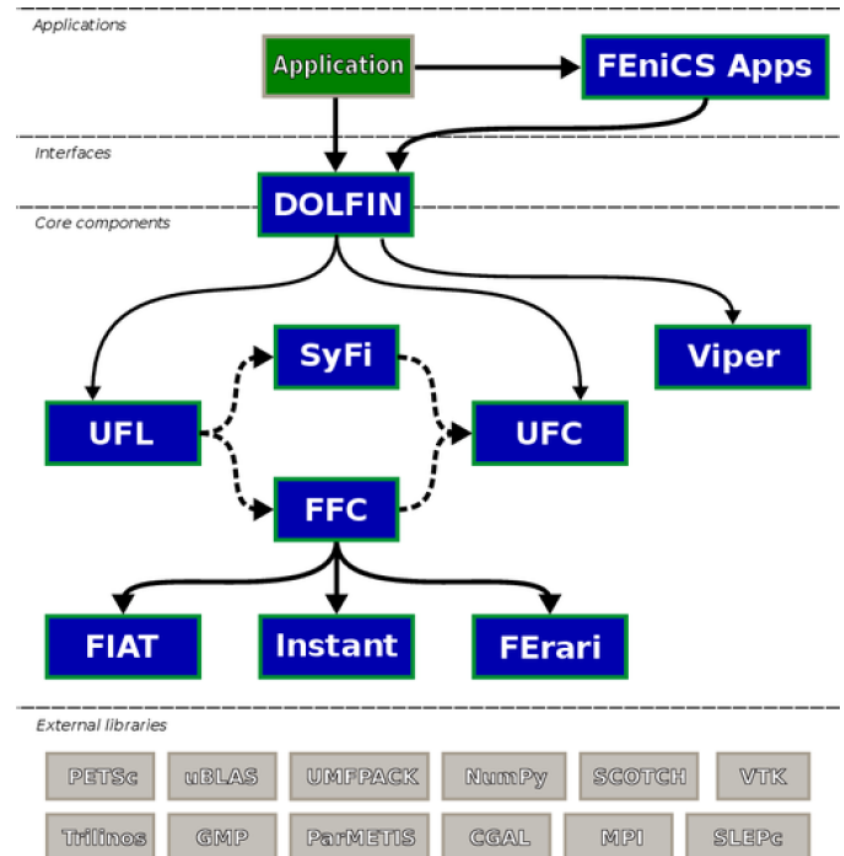 Applications
Application
FEniCS Apps
Interfaces
DOLFIN
Core components
SyFi
Viper
UFL
UFC
FFC
FIAT
Instant
FErari
External libraries
PETSc
uBLAS
UMFPACK
NumPy
SCOTCH
VTK
Trilinos
GMP
ParMETIS
CGAL
MPI
SLEPc